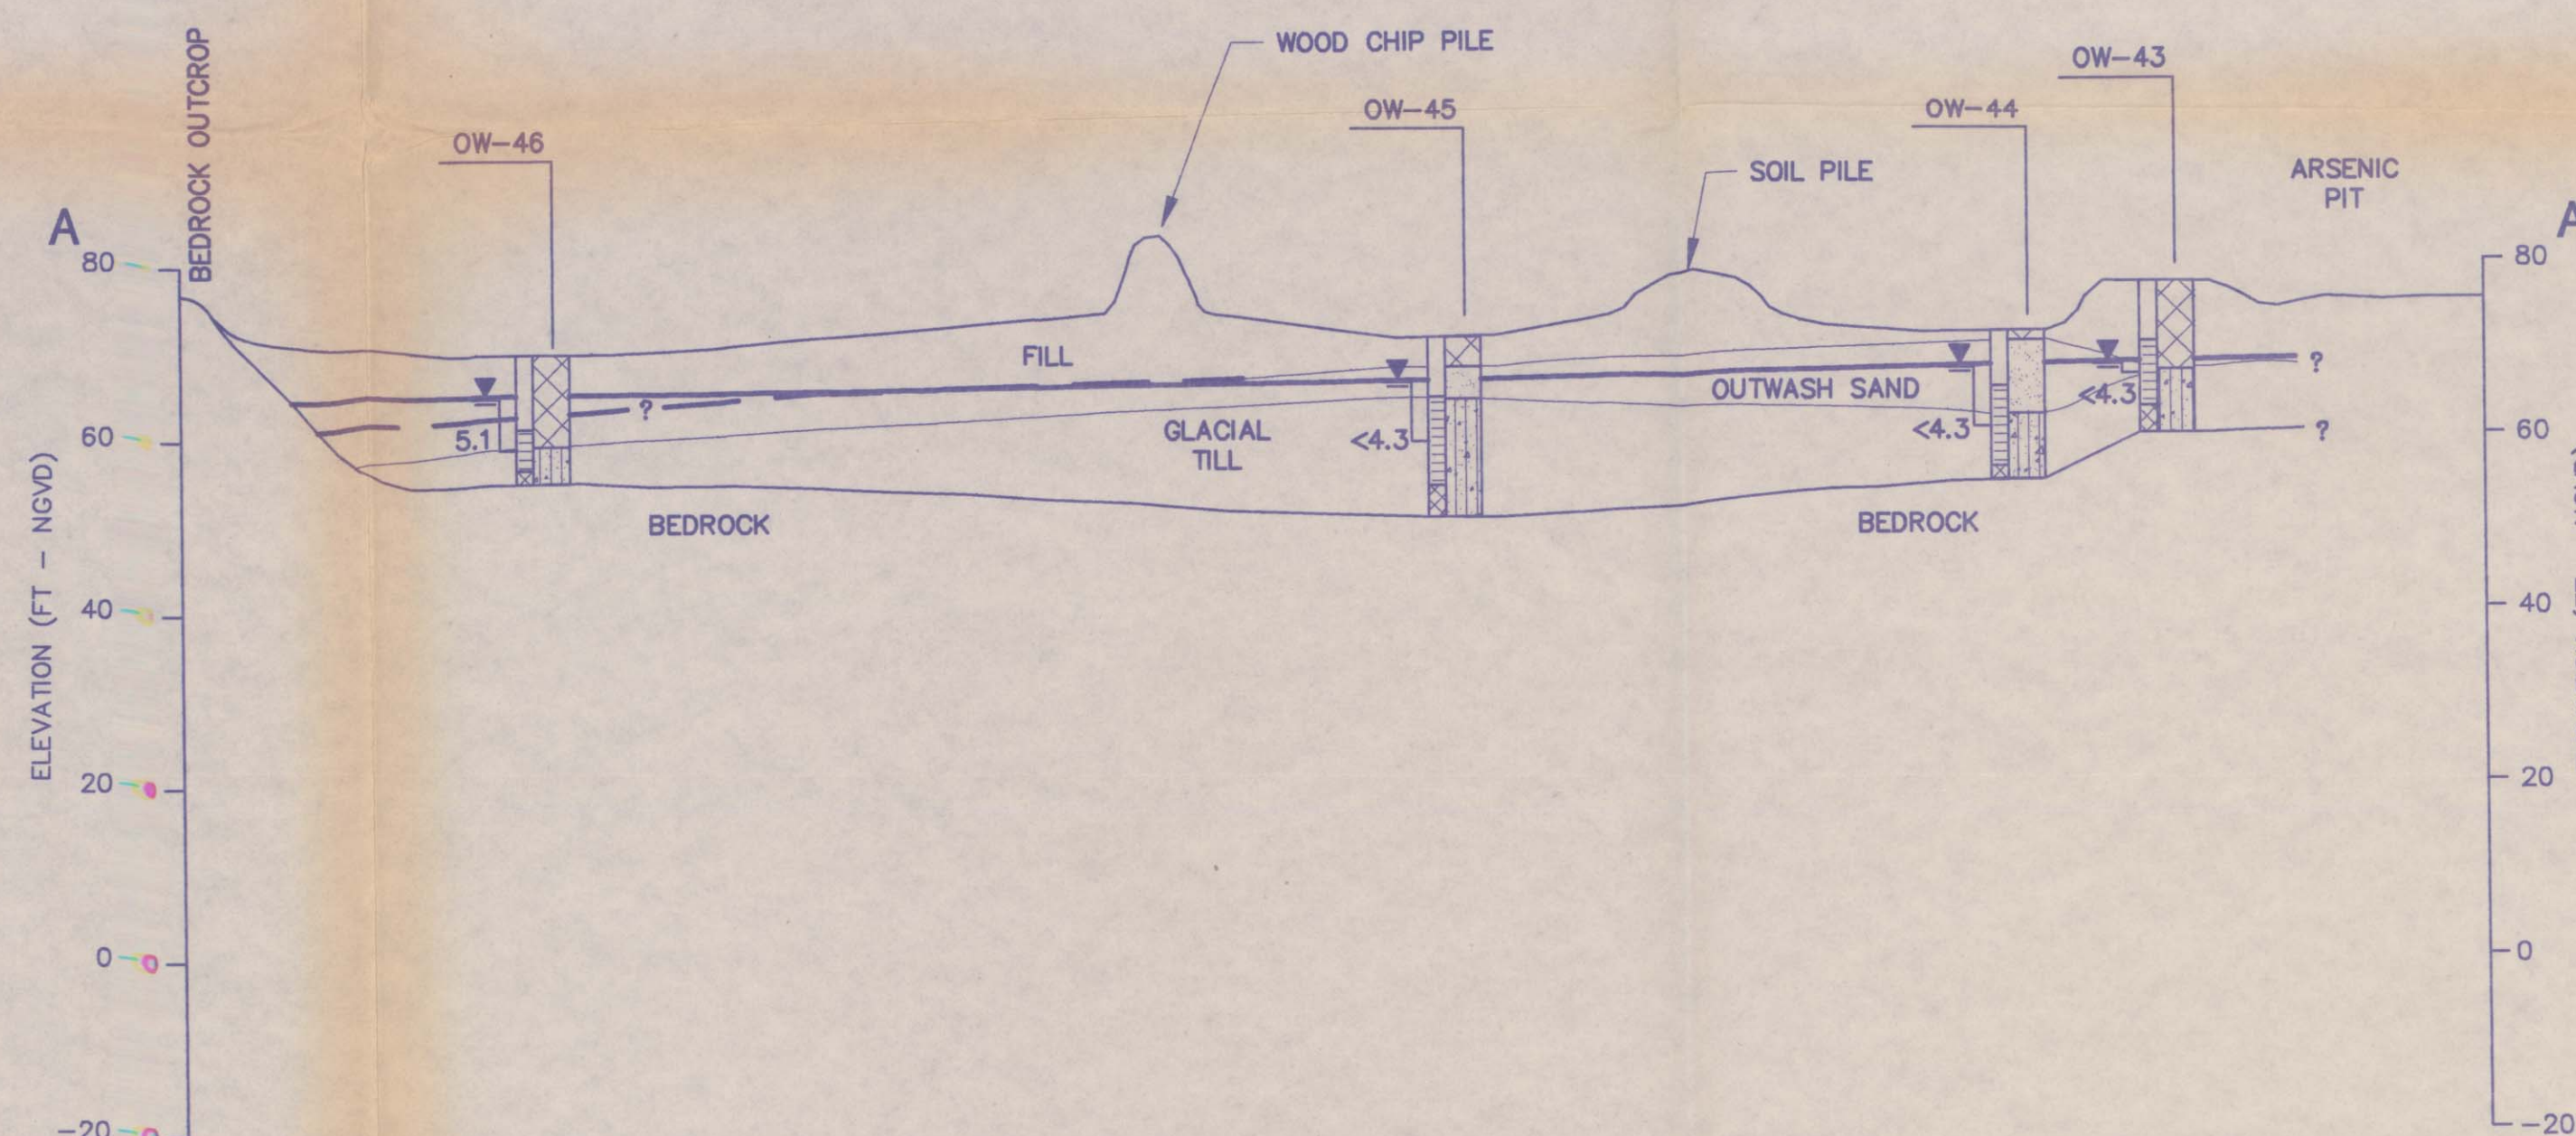 BEDROCK OUTCROP
WOOD CHIP PILE
OW-43
OW-45
OW-44
OW-46
SOIL PILE
ARSENIC
PIT
A
A
80
80
FILL
?
?
OUTWASH SAND
<4.3
60
5.1
GLACIAL
TILL
<4.3
<4.3
?
60
BEDROCK
BEDROCK
ELEVATION (FT - NGVD)
40
40
20
20
0
0
-20
-20